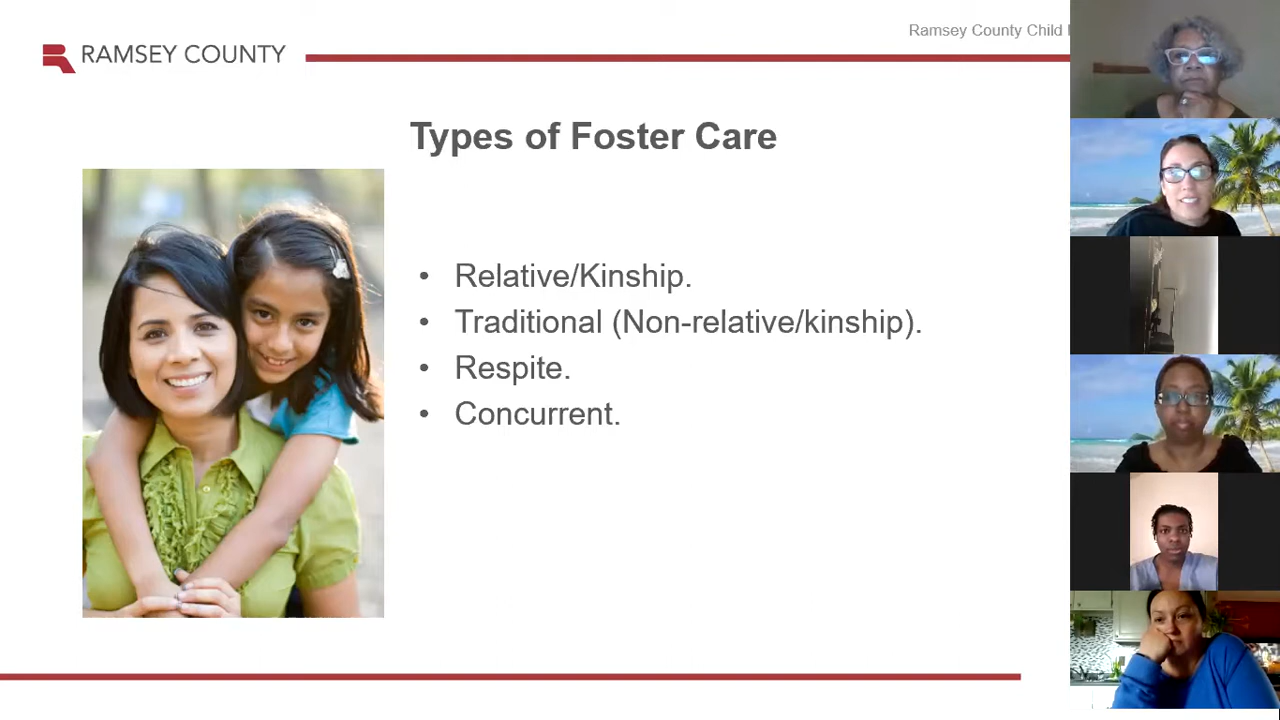 Ramsey County Child
RAMSEY COUNTY
Types of Foster Care
• Relative/Kinship.
• Traditional (Non-relative/kinship).
• Respite.
• Concurrent.